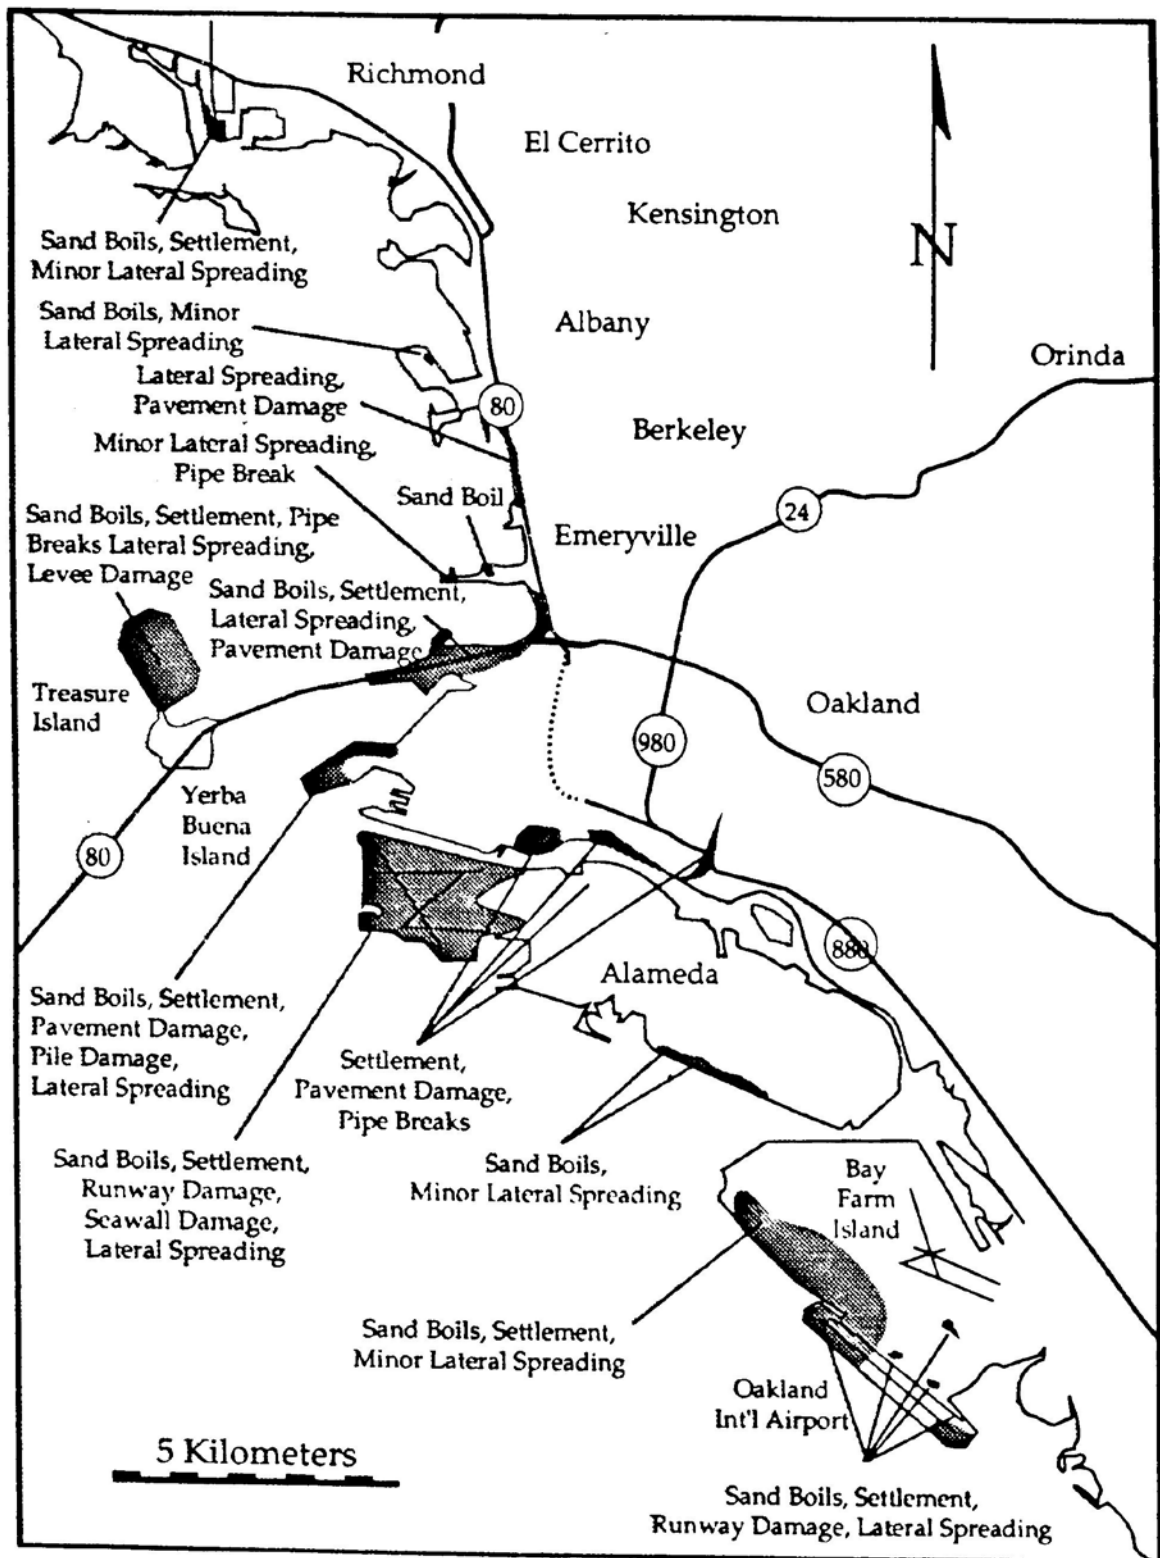 Richmond
El Cerrito
Kensington
N
Sand Boils, Settlement,
Minor Lateral Spreading
Sand Boils, Minor
Lateral Spreading
Albany
Orinda
Lateral Spreading,
Pavement Damage
80
Berkeley
Minor Lateral Spreading,
Pipe Break
Sand Boil
24
Sand Boils, Settlement, Pipe
Breaks Lateral Spreading,
Levee Damage
Emeryville
Sand Boils, Settlement,
Lateral Spreading,
Pavement Damage
Treasure
Island
Oakland
980
580
Yerba
Buena
Island
80
880
Alameda
Sand Boils, Settlement,
Pavement Damage,
Pile Damage,
Lateral Spreading
Settlement,
Pavement Damage,
Pipe Breaks
Sand Boils, Settlement,
Runway Damage,
Seawall Damage,
Lateral Spreading
Sand Boils,
Minor Lateral Spreading
Bay
Farm
Island
Sand Boils, Settlement,
Minor Lateral Spreading
Oakland
Int'l Airport
5 Kilometers
Sand Boils, Settlement,
Runway Damage, Lateral Spreading